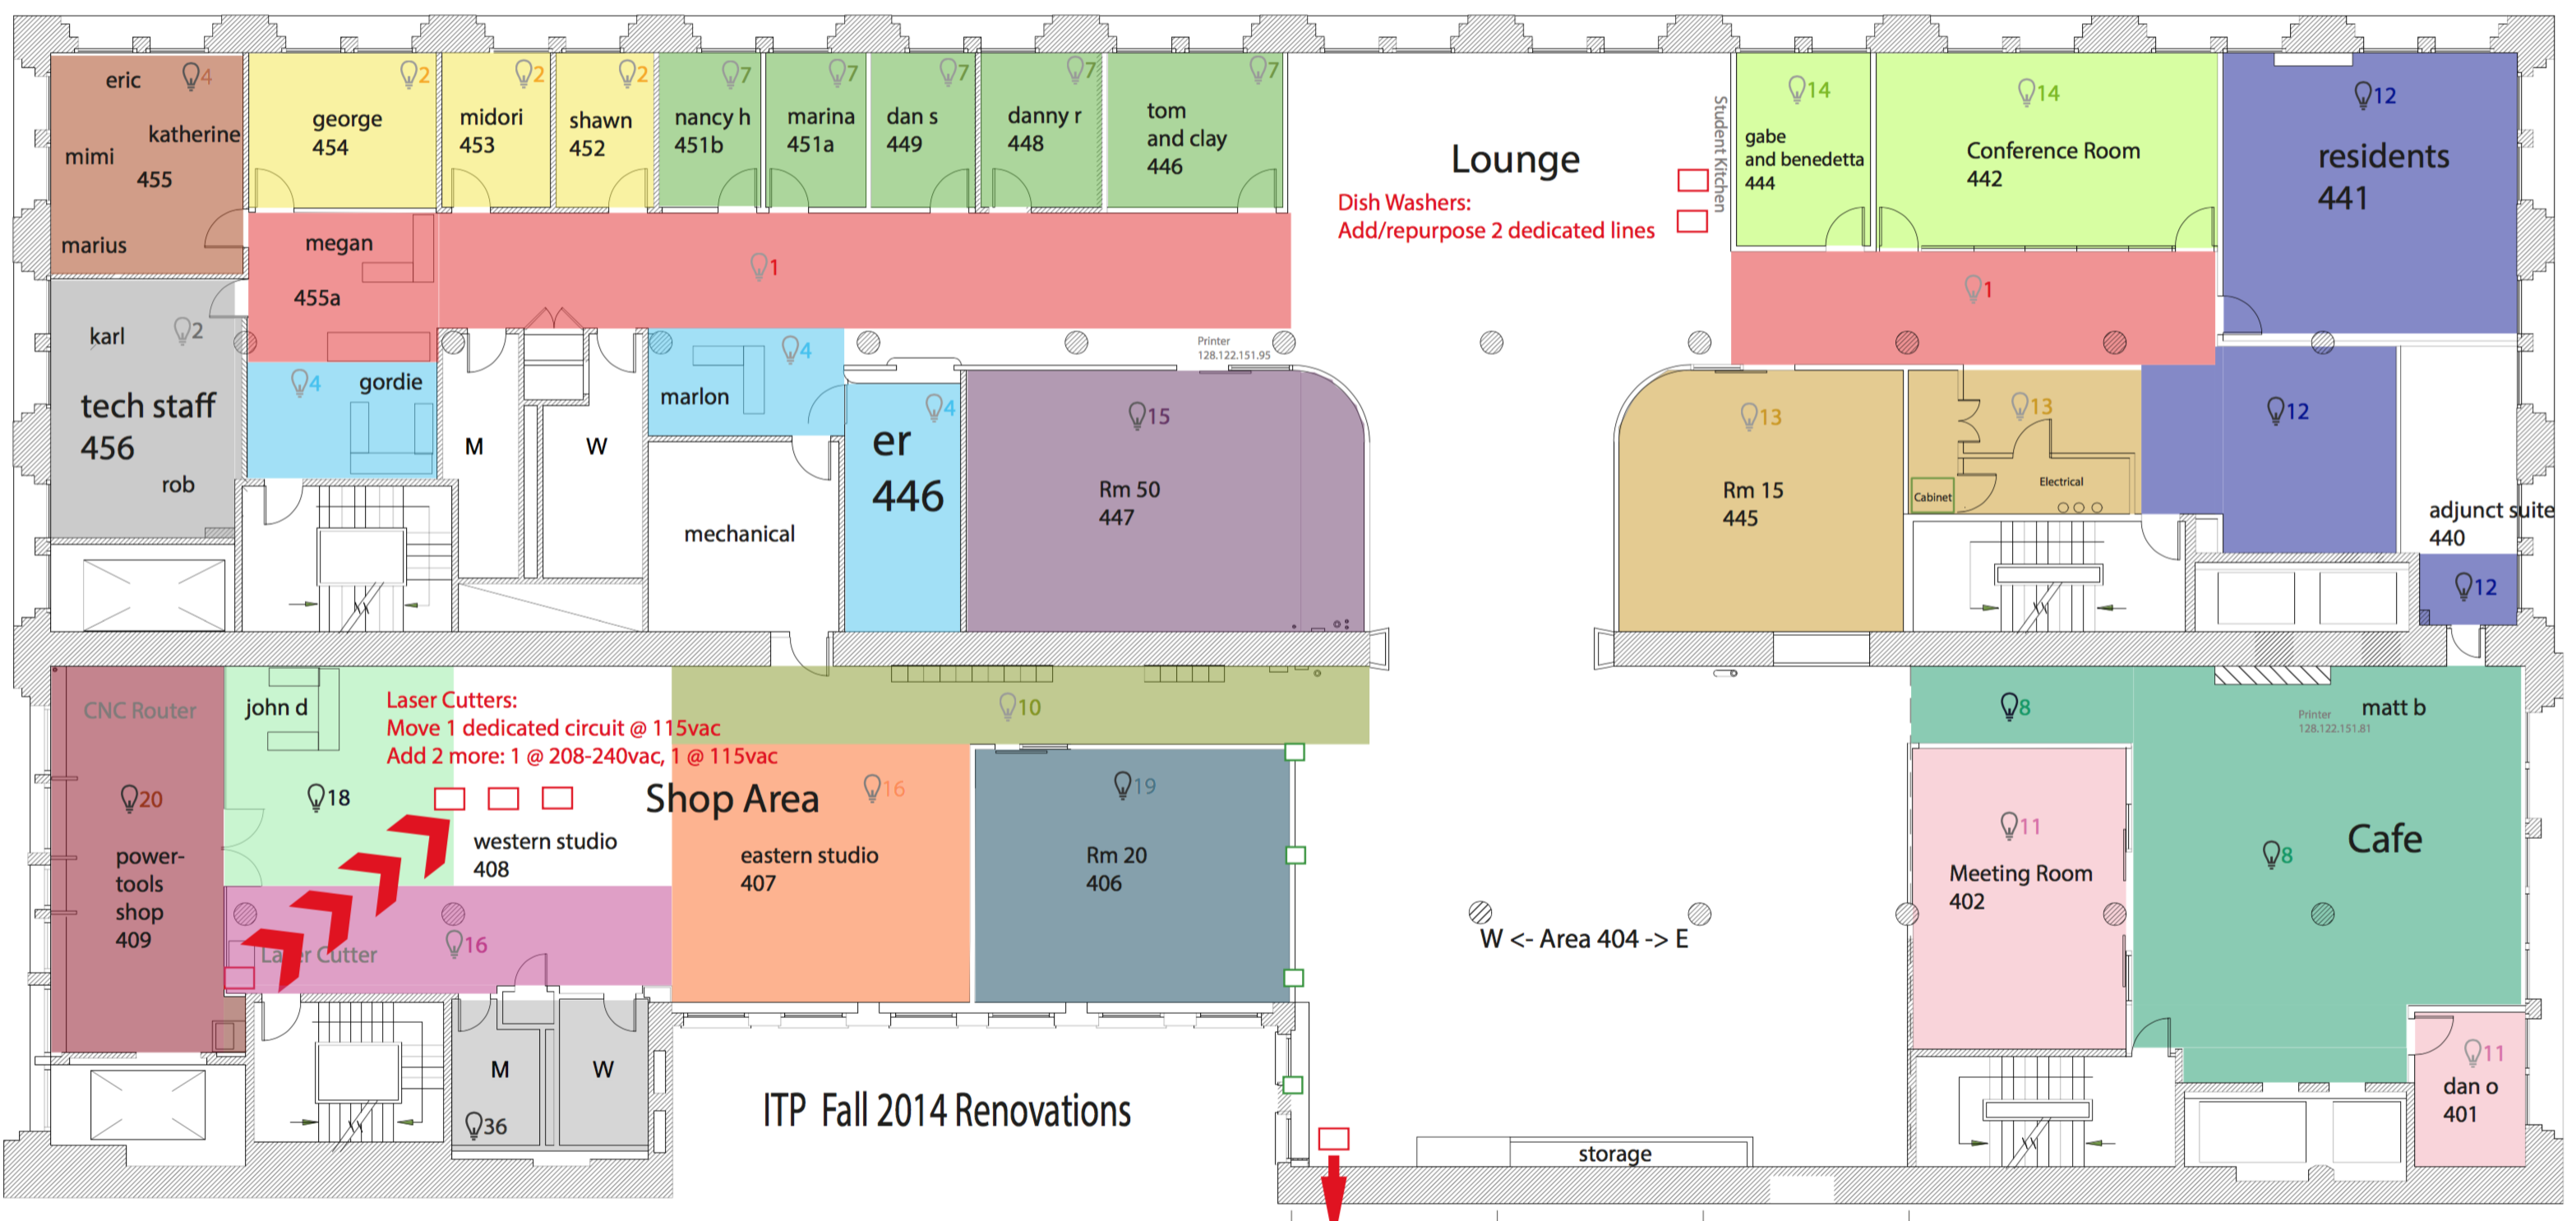 eric
4
katherine
mimi
455
marius
2
george
454
2
midori
453
2
shawn
452
7
nancy h
451b
7
marina
451a
7
dan s
449
7
danny r
448
7
tom
and clay
446
Lounge
Dish Washers:
Add/repurpose 2 dedicated lines
Student Kitchen
14
gabe
and benedetta
444
14
Conference Room
442
12
residents
441
megan
455a
1
1
karl
2
tech staff
456
rob
4
gordie
M
W
4
marlon
mechanical
4
er
446
Printer
128.122.151.95
15
Rm 50
447
13
Rm 15
445
13
Cabinet
Electrical
12
adjunct suite
440
12
CNC Router
20
power-
tools
shop
409
john d
18
Laser Cutters:
Move 1 dedicated circuit @ 115vac
Add 2 more: 1 @ 208-240vac, 1 @ 115vac
Shop Area
western studio
408
Laser Cutter
16
10
16
eastern studio
407
19
Rm 20
406
W <- Area 404 -> E
8
11
Meeting Room
402
Printer
128.122.151.81
matt b
Cafe
8
11
dan o
401
M
W
36
ITP Fall 2014 Renovations
storage